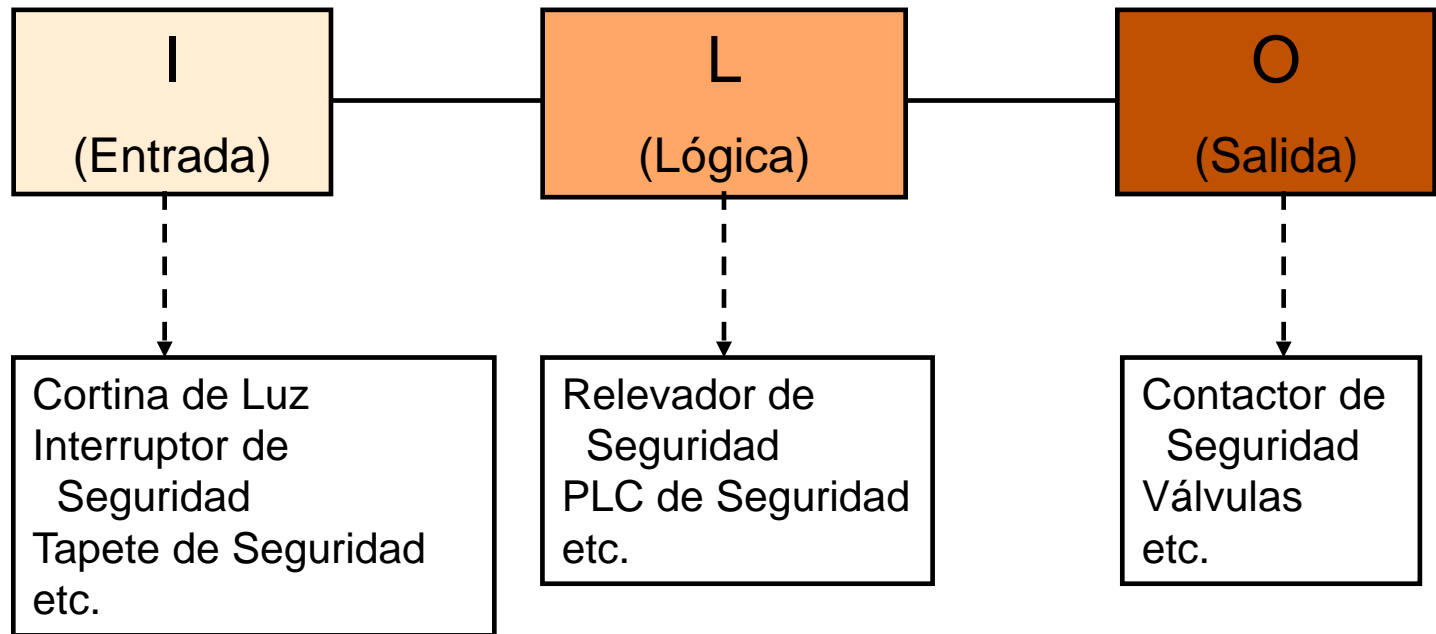 I
(Entrada)
L
(Lógica)
O
(Salida)
Cortina de Luz
Interruptor de
Seguridad
Tapete de Seguridad
etc.
Relevador de
Seguridad
PLC de Seguridad
etc.
Contactor de
Seguridad
Válvulas
etc.